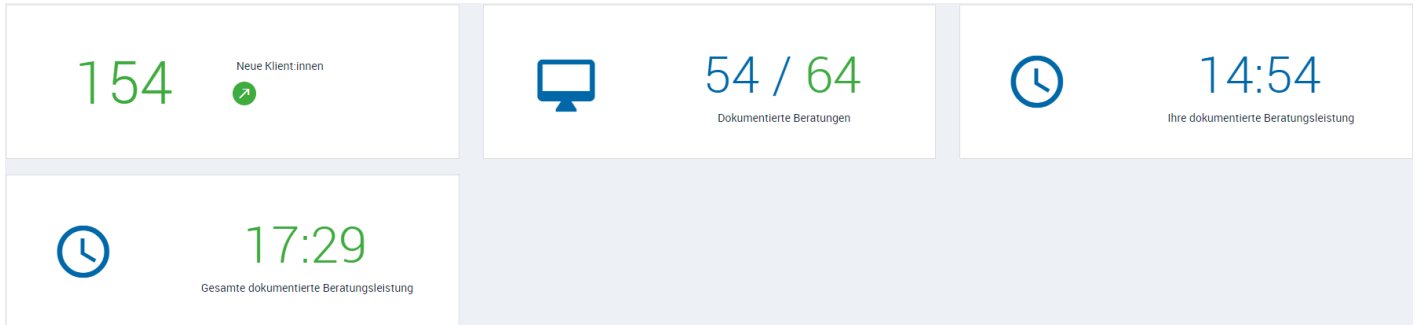 154
Neue Klient:innen
54 / 64
Dokumentierte Beratungen
14:54
Ihre dokumentierte Beratungsleistung
17:29
Gesamte dokumentierte Beratungsleistung